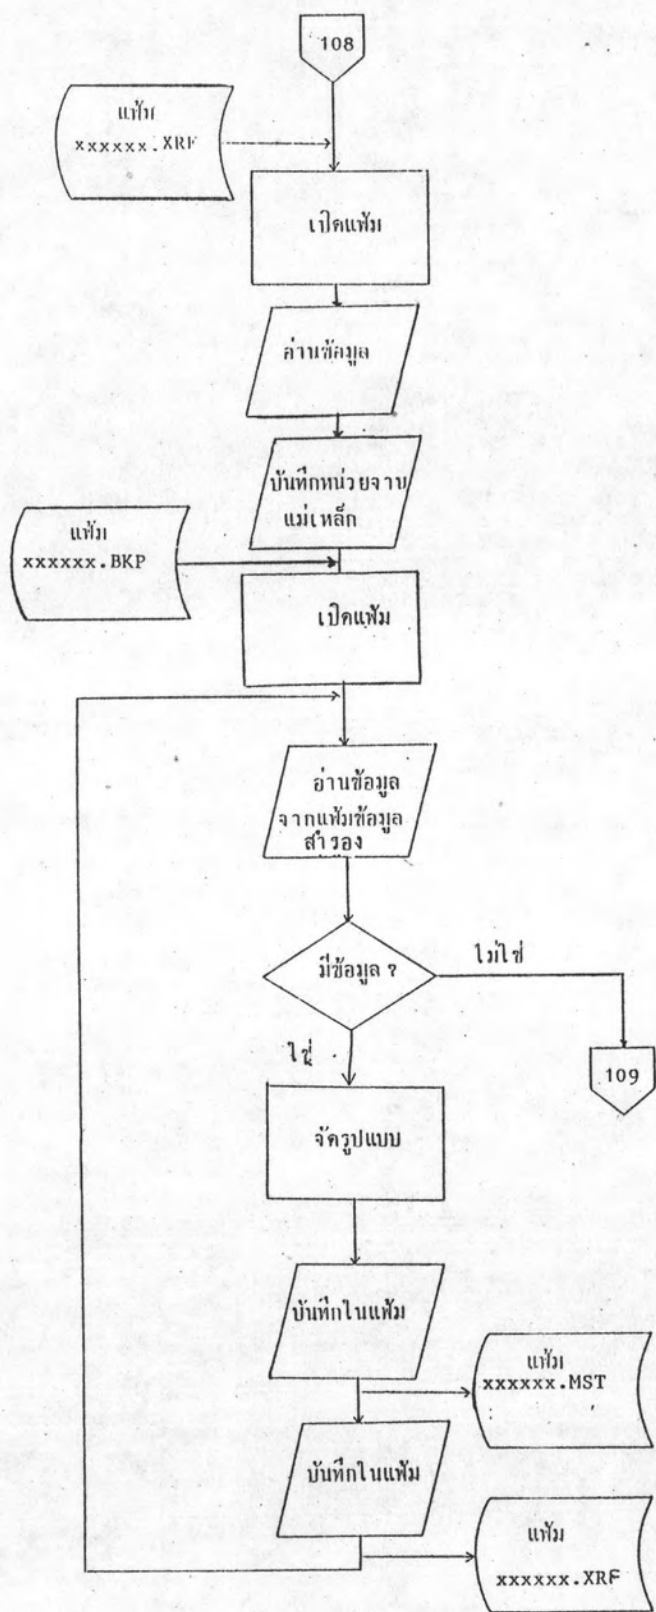 108
แฟ้ม
xxxxxx.XRF
เปิดแฟ้ม
อ่านข้อมูล
บันทึกหน่วยจาน
แม่เหล็ก
แฟ้ม
xxxxxx.BKP
เปิดแฟ้ม
อ่านข้อมูล
จากแฟ้มข้อมูล
สำรอง
มีข้อมูล ?
ไม่ใช่
ใช่
109
จัดรูปแบบ
บันทึกในแฟ้ม
แฟ้ม
xxxxxx.MST
บันทึกในแฟ้ม
แฟ้ม
xxxxxx.XRF